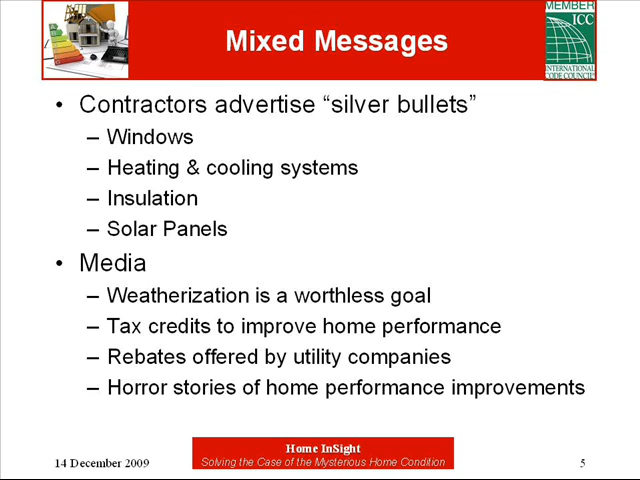 Mixed Messages
MEMBER
ICC
INTERNATIONAL
CODE COUNCIL
• Contractors advertise “silver bullets”
– Windows
– Heating & cooling systems
– Insulation
– Solar Panels
• Media
– Weatherization is a worthless goal
– Tax credits to improve home performance
– Rebates offered by utility companies
– Horror stories of home performance improvements
14 December 2009
Home InSight
Solving the Case of the Mysterious Home Condition
5